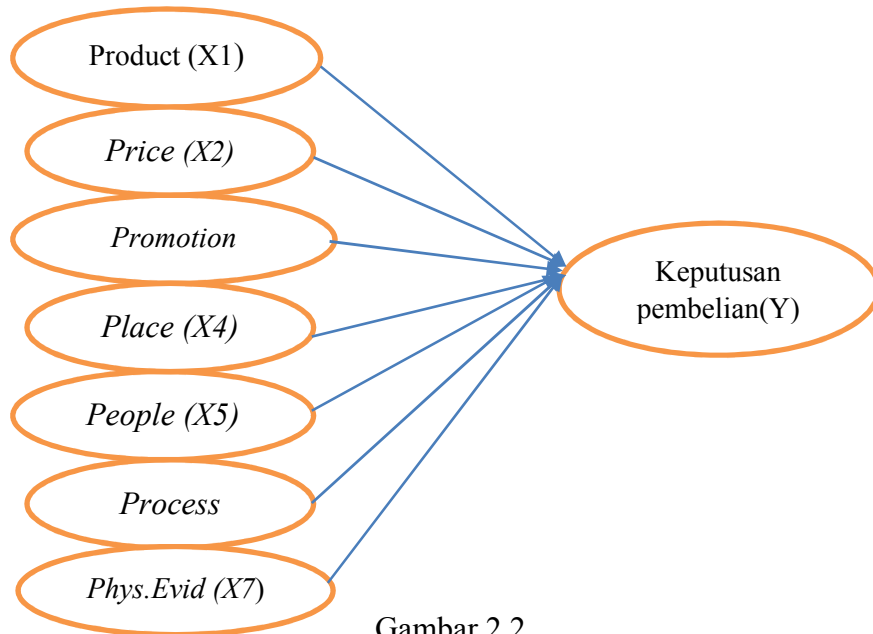 Product (X1)
Price (X2)
Promotion
Place (X4)
People (X5)
Process
Phys.Evid (X7)
Keputusan
pembelian(Y)
Gambar 2.2